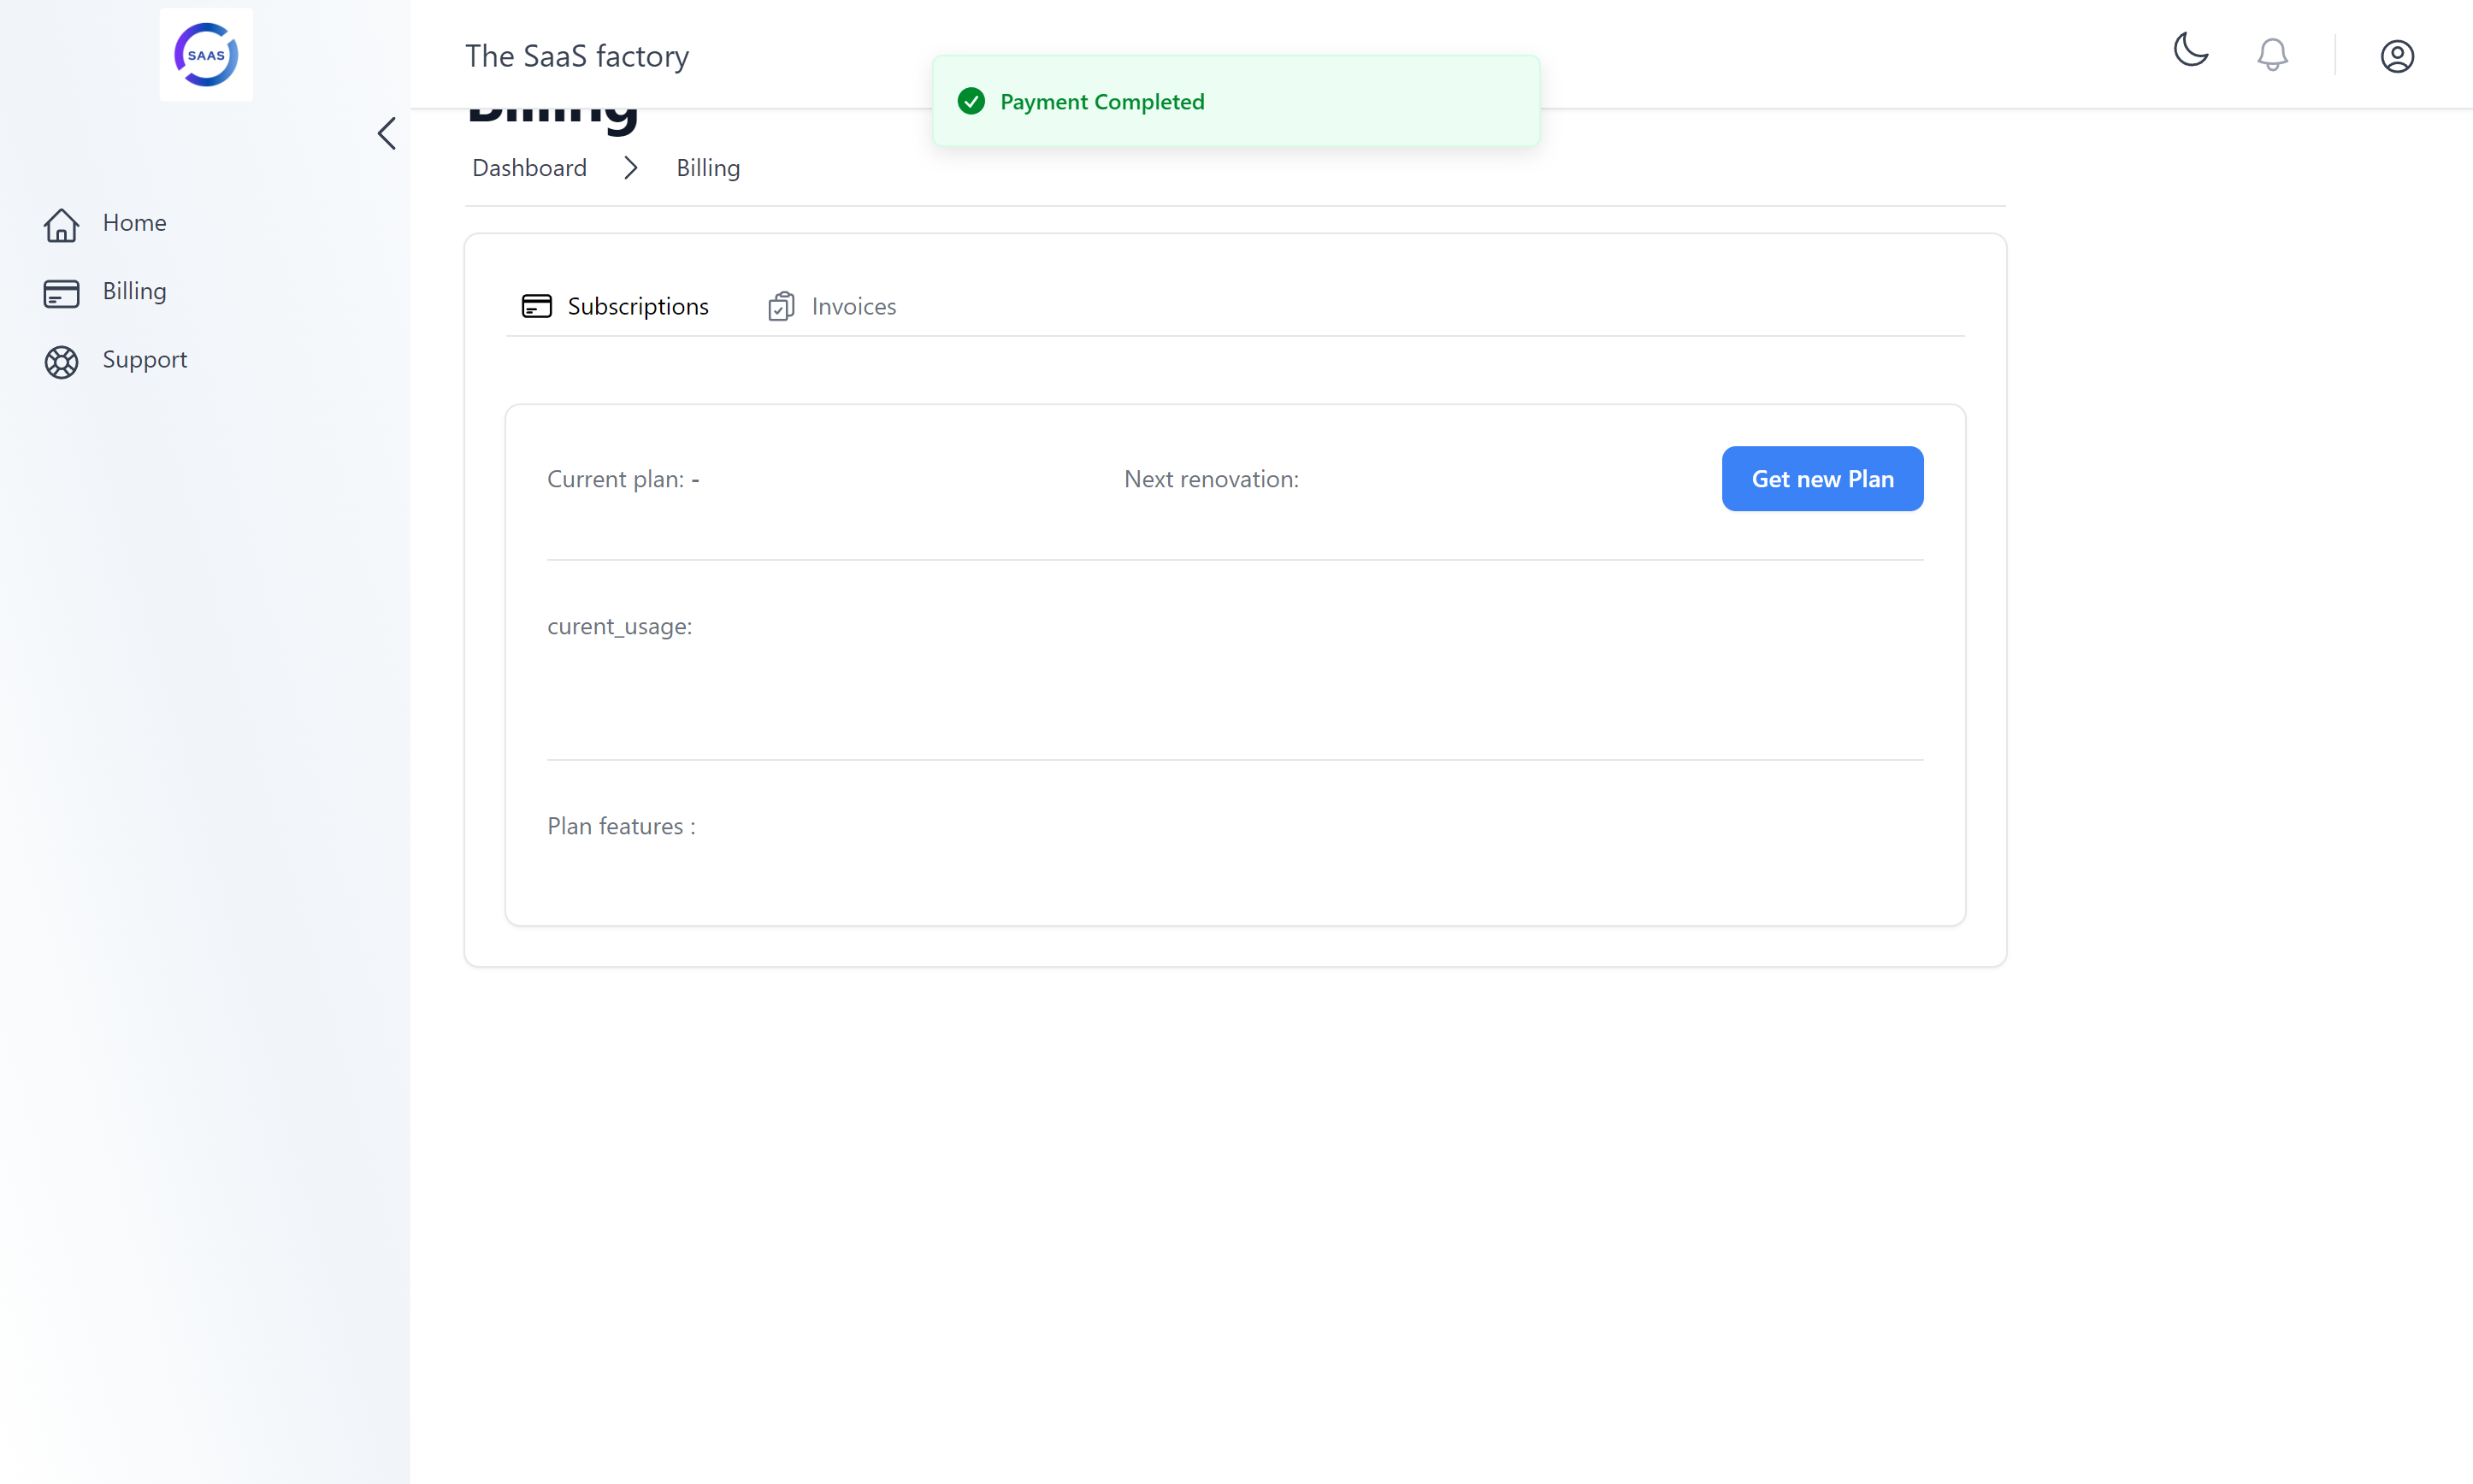 SAAS
The SaaS factory
Payment Completed
Billing
Dashboard
Billing
Home
Billing
Support
Subscriptions
Invoices
Current plan: -
Next renovation:
Get new Plan
curent_usage:
Plan features :